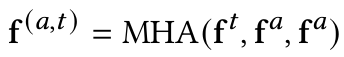 f^{(a,t)} = MHA(f^t, f^a, f^a)